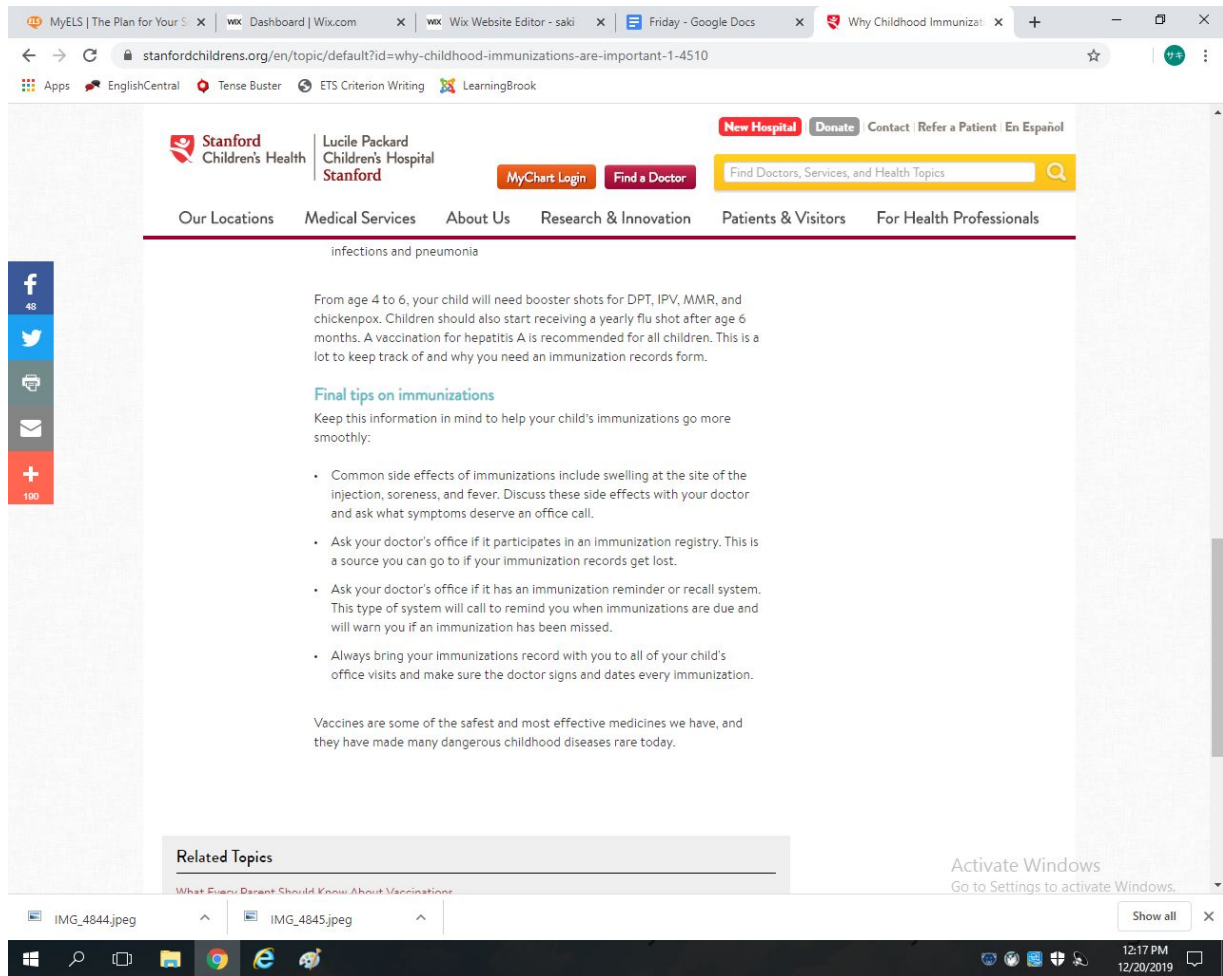 MyELS | The Plan for Your S
Dashboard | Wix.com
Wix Website Editor - saki
Friday - Google Docs
Why Childhood Immunizat
stanfordchildrens.org/en/topic/default?id=why-childhood-immunizations-are-important-1-4510
サキ
Apps EnglishCentral Tense Buster ETS Criterion Writing LearningBrook
Stanford
Children's Health
Lucile Packard
Children's Hospital
Stanford
New Hospital Donate Contact Refer a Patient En Español
MyChart Login Find a Doctor
Find Doctors, Services, and Health Topics
Our Locations Medical Services About Us Research & Innovation Patients & Visitors For Health Professionals
48
190
infections and pneumonia
From age 4 to 6, your child will need booster shots for DPT, IPV, MMR, and
chickenpox. Children should also start receiving a yearly flu shot after age 6
months. A vaccination for hepatitis A is recommended for all children. This is a
lot to keep track of and why you need an immunization records form.
Final tips on immunizations
Keep this information in mind to help your child's immunizations go more
smoothly:
• Common side effects of immunizations include swelling at the site of the
injection, soreness, and fever. Discuss these side effects with your doctor
and ask what symptoms deserve an office call.
• Ask your doctor's office if it participates in an immunization registry. This is
a source you can go to if your immunization records get lost.
• Ask your doctor's office if it has an immunization reminder or recall system.
This type of system will call to remind you when immunizations are due and
will warn you if an immunization has been missed.
• Always bring your immunizations record with you to all of your child's
office visits and make sure the doctor signs and dates every immunization.
Vaccines are some of the safest and most effective medicines we have, and
they have made many dangerous childhood diseases rare today.
Related Topics
What Every Parent Should Know About Vaccinations
Activate Windows
Go to Settings to activate Windows.
IMG_4844.jpeg
IMG_4845.jpeg
Show all
12:17 PM
12/20/2019